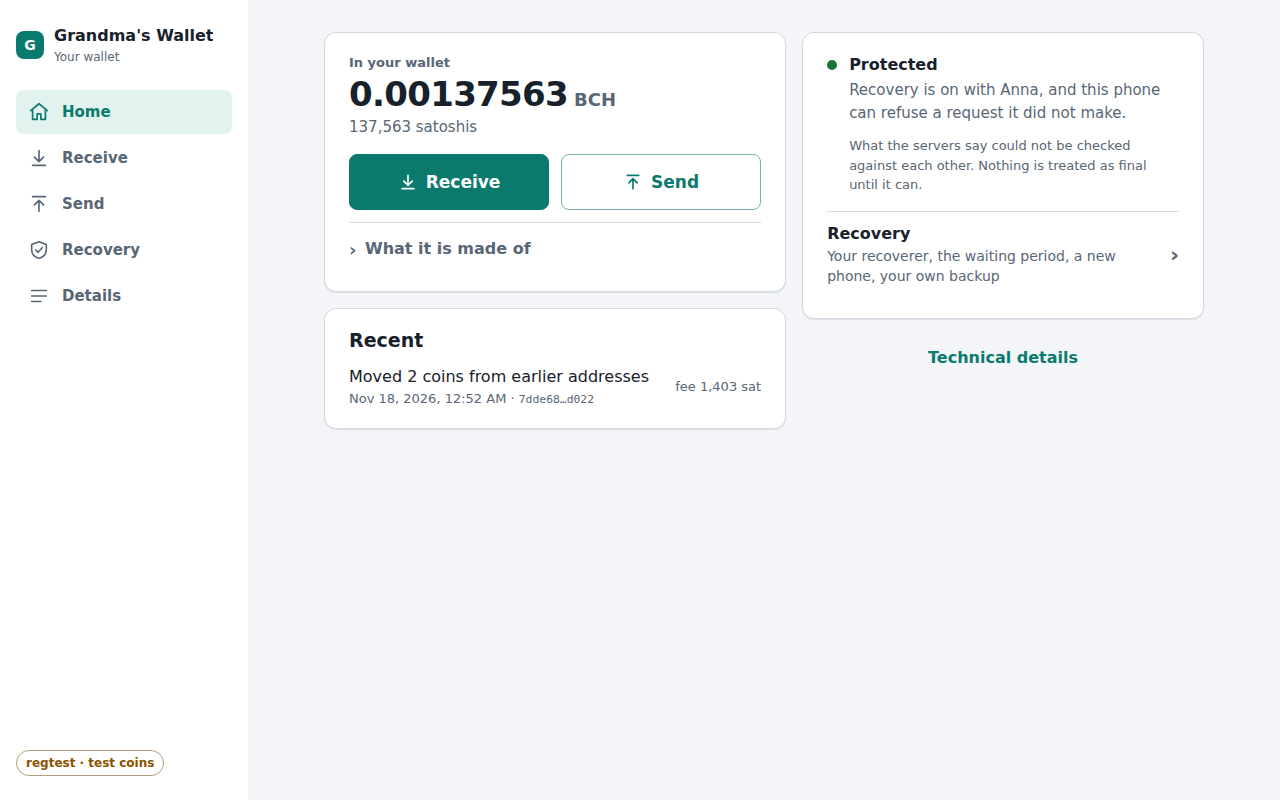 G
Grandma's Wallet
Your wallet
Home
Receive
Send
Recovery
Details
regtest · test coins
In your wallet
0.00137563 BCH
137,563 satoshis
Receive
Send
› What it is made of
Recent
Moved 2 coins from earlier addresses
Nov 18, 2026, 12:52 AM · 7dde68…d022
fee 1,403 sat
Protected
Recovery is on with Anna, and this phone
can refuse a request it did not make.
What the servers say could not be checked
against each other. Nothing is treated as final
until it can.
Recovery
Your recoverer, the waiting period, a new
phone, your own backup
›
Technical details